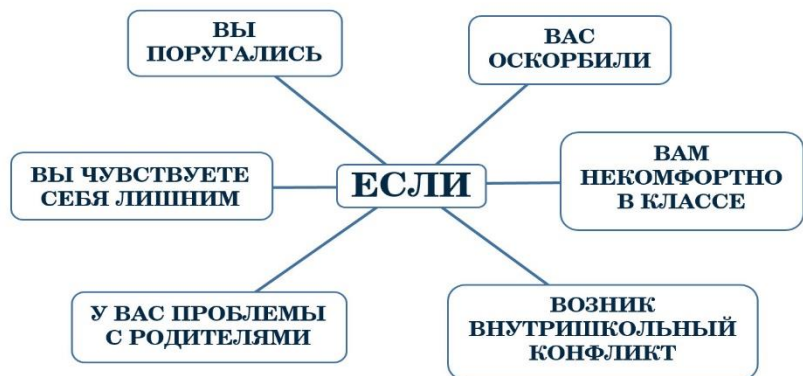 ВЫ
ПОРУГАЛИСЬ
ВАС
ОСКОРБИЛИ
ВЫ ЧУВСТВУЕТЕ
СЕБЯ ЛИШНИМ
ЕСЛИ
ВАМ
НЕКОМФОРТНО
В КЛАССЕ
У ВАС ПРОБЛЕМЫ
С РОДИТЕЛЯМИ
ВОЗНИК
ВНУТРИШКОЛЬНЫЙ
КОНФЛИКТ